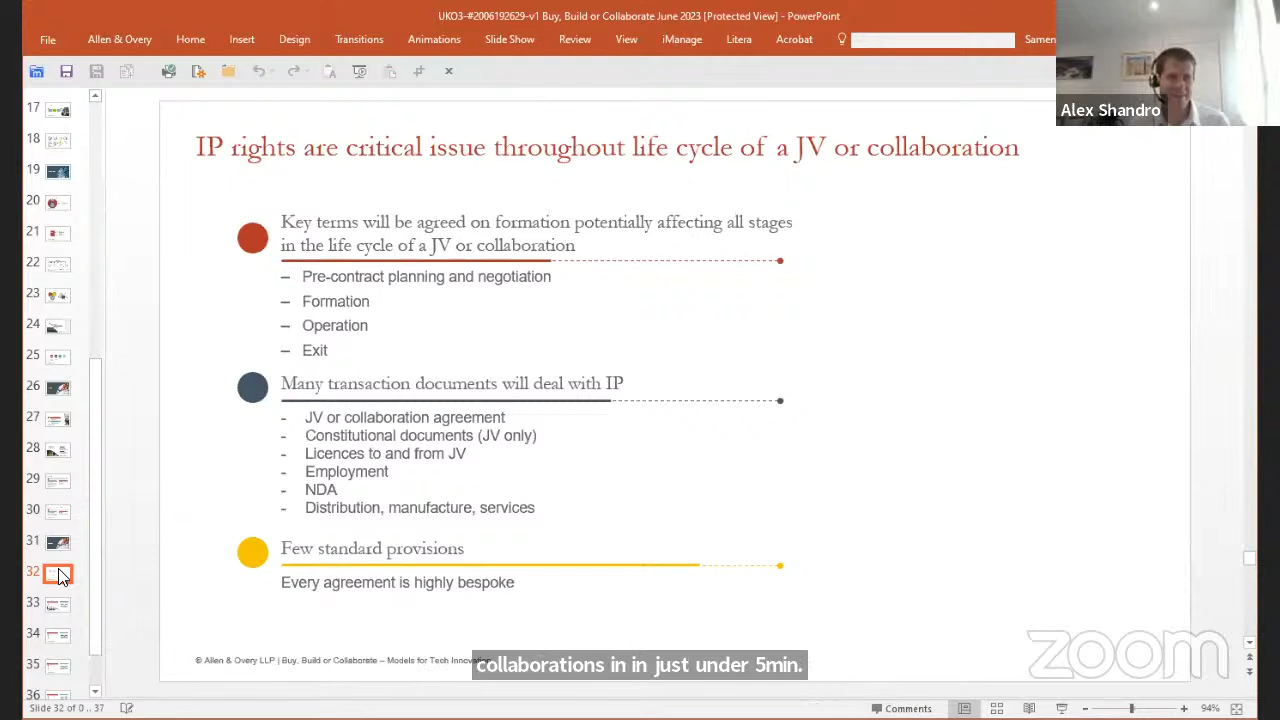 UKO3-#2006192629-v1 Buy, Build or Collaborate June 2023 [Protected View] - PowerPoint
File Allen & Overy Home Insert Design Transitions Animations Slide Show Review View iManage Litera Acrobat Samen
Alex Shandro
17
18
19
20
21
22
23
24
25
26
27
28
29
30
31
32
33
34
35
36
IP rights are critical issue throughout life cycle of a JV or collaboration
Key terms will be agreed on formation potentially affecting all stages
in the life cycle of a JV or collaboration
– Pre-contract planning and negotiation
– Formation
– Operation
– Exit
Many transaction documents will deal with IP
- JV or collaboration agreement
- Constitutional documents (JV only)
- Licences to and from JV
- Employment
- NDA
- Distribution, manufacture, services
Few standard provisions
Every agreement is highly bespoke
© Allen & Overy LLP | Buy, Build or Collaborate – Models for Tech
collaborations in in just under 5min.
zoom
Slide 32 of 0 .. 37 Comments 94%